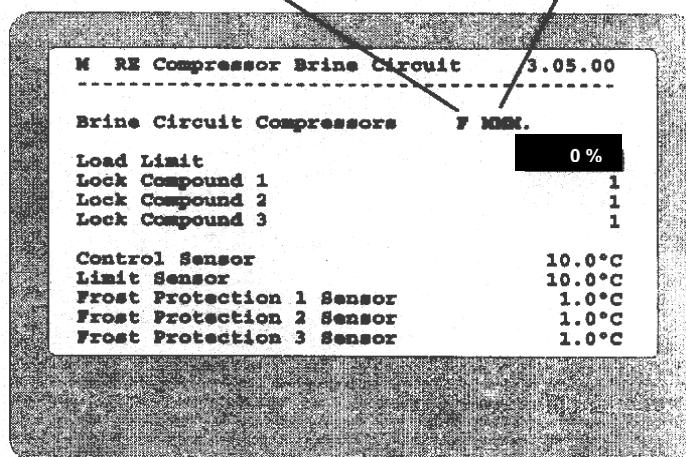 M RE Compressor Brine Circuit 3.05.00
----------------------------------------
Brine Circuit Compressors F MMM.
Load Limit 0 %
Lock Compound 1 1
Lock Compound 2 1
Lock Compound 3 1
Control Sensor 10.0°C
Limit Sensor 10.0°C
Frost Protection 1 Sensor 1.0°C
Frost Protection 2 Sensor 1.0°C
Frost Protection 3 Sensor 1.0°C